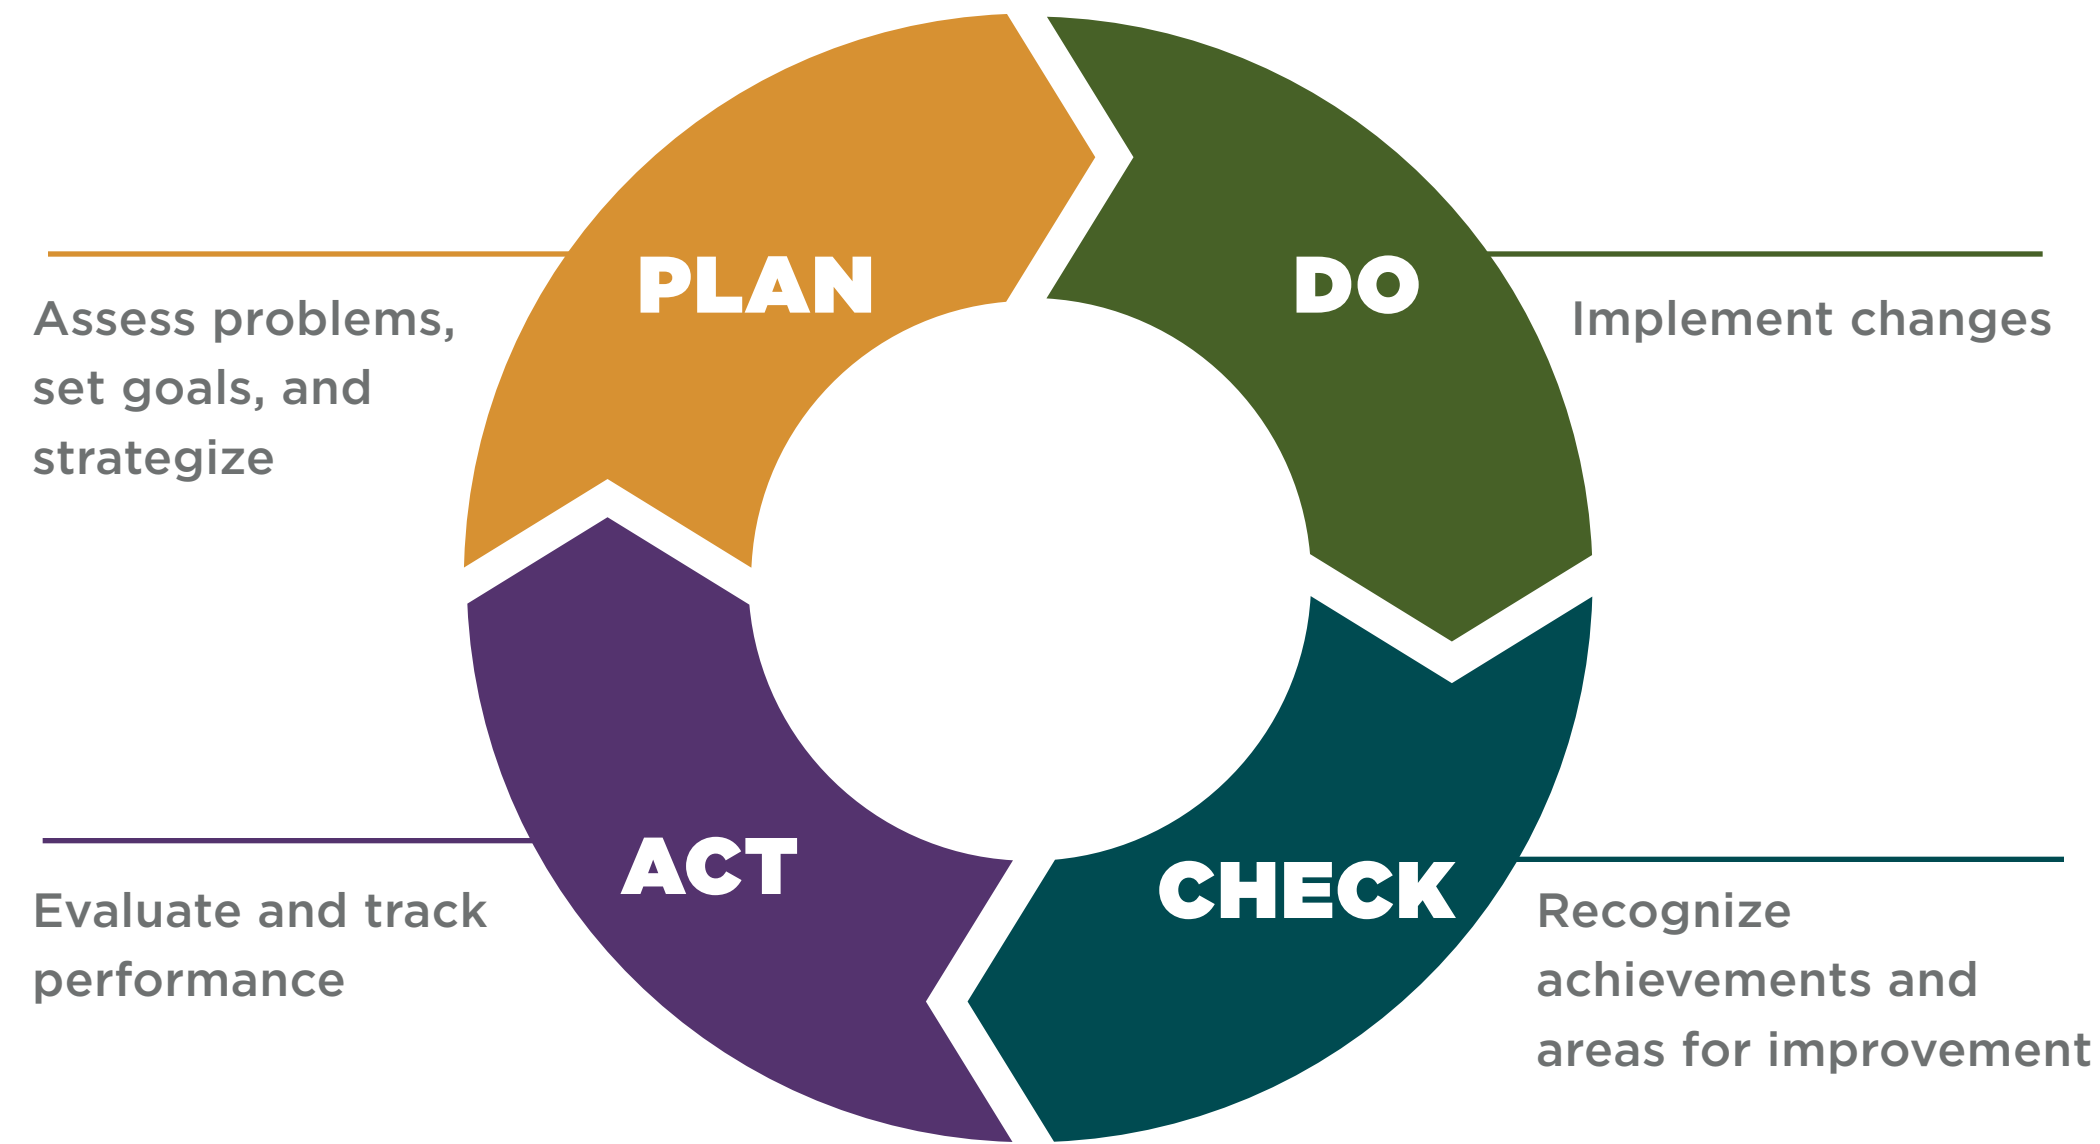 PLAN
Assess problems,
set goals, and
strategize
DO
Implement changes
CHECK
Recognize
achievements and
areas for improvement
ACT
Evaluate and track
performance